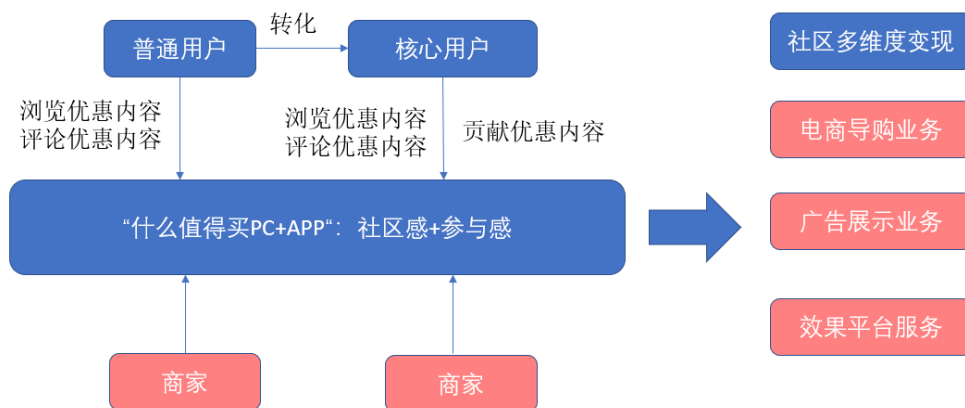 普通用户
转化
核心用户
社区多维度变现
浏览优惠内容
评论优惠内容
浏览优惠内容
评论优惠内容
贡献优惠内容
电商导购业务
“什么值得买PC+APP“：社区感+参与感
广告展示业务
效果平台服务
商家
商家